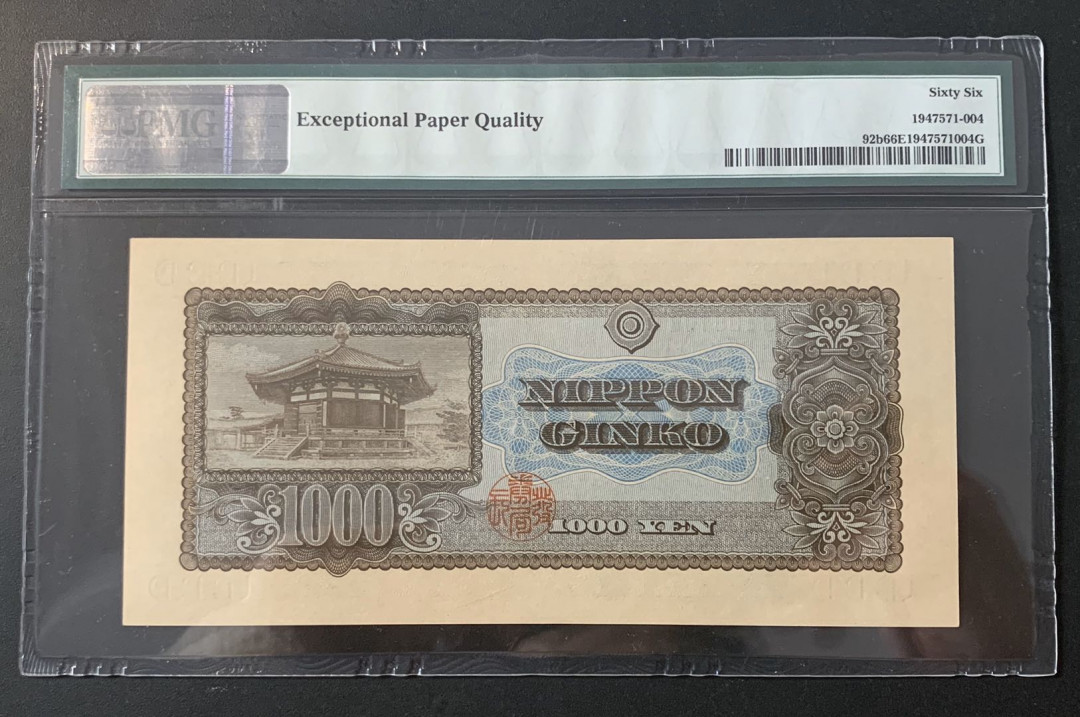 PMG
Exceptional Paper Quality
Sixty Six
1947571-004
92b66E1947571004G
NIPPON
GINKO
1000
1000 YEN